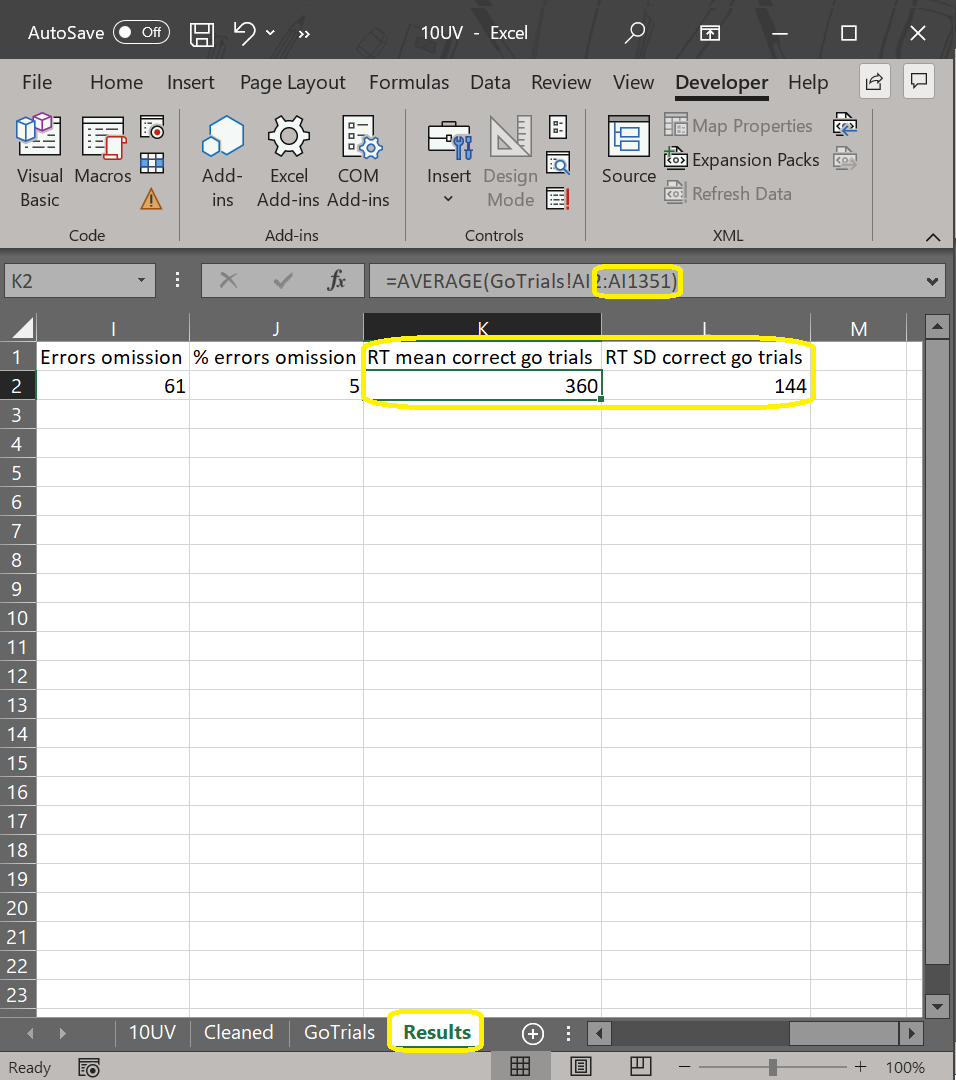 AutoSave Off 10UV - Excel
File Home Insert Page Layout Formulas Data Review View Developer Help
Visual Basic
Macros
Add-ins
Excel Add-ins
COM Add-ins
Insert
Design Mode
Source
Map Properties
Expansion Packs
Refresh Data
Code Add-ins Controls XML
K2 fx =AVERAGE(GoTrials!AI2:AI1351)
I J K L M
1 Errors omission % errors omission RT mean correct go trials RT SD correct go trials
2 61 5 360 144
3
4
5
6
7
8
9
10
11
12
13
14
15
16
17
18
19
20
21
22
23
10UV Cleaned GoTrials Results
Ready 100%